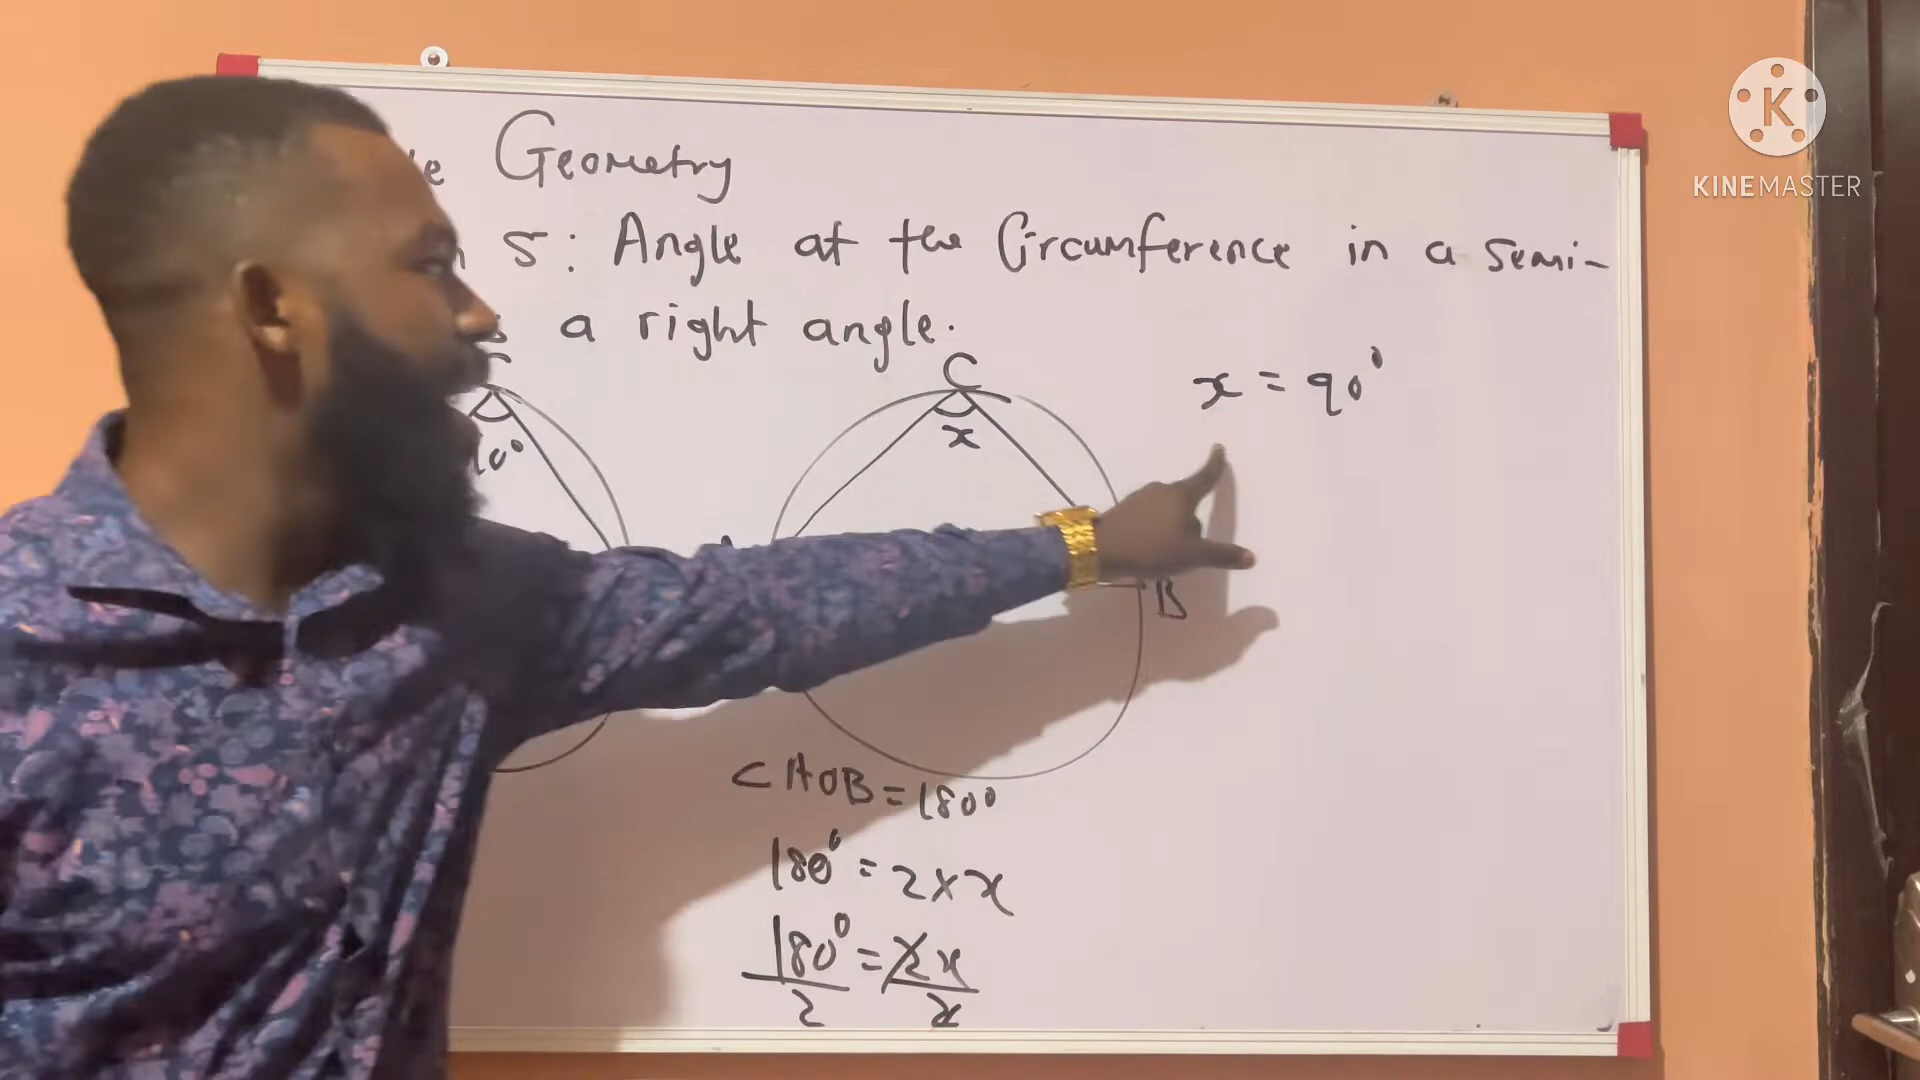 Geometry
5: Angle at the Circumference in a semi-
a right angle.
C
C
x = 90°
x
B
<AOB = 180°
180° = 2 × x
180° = 2x
2 2
KINEMASTER